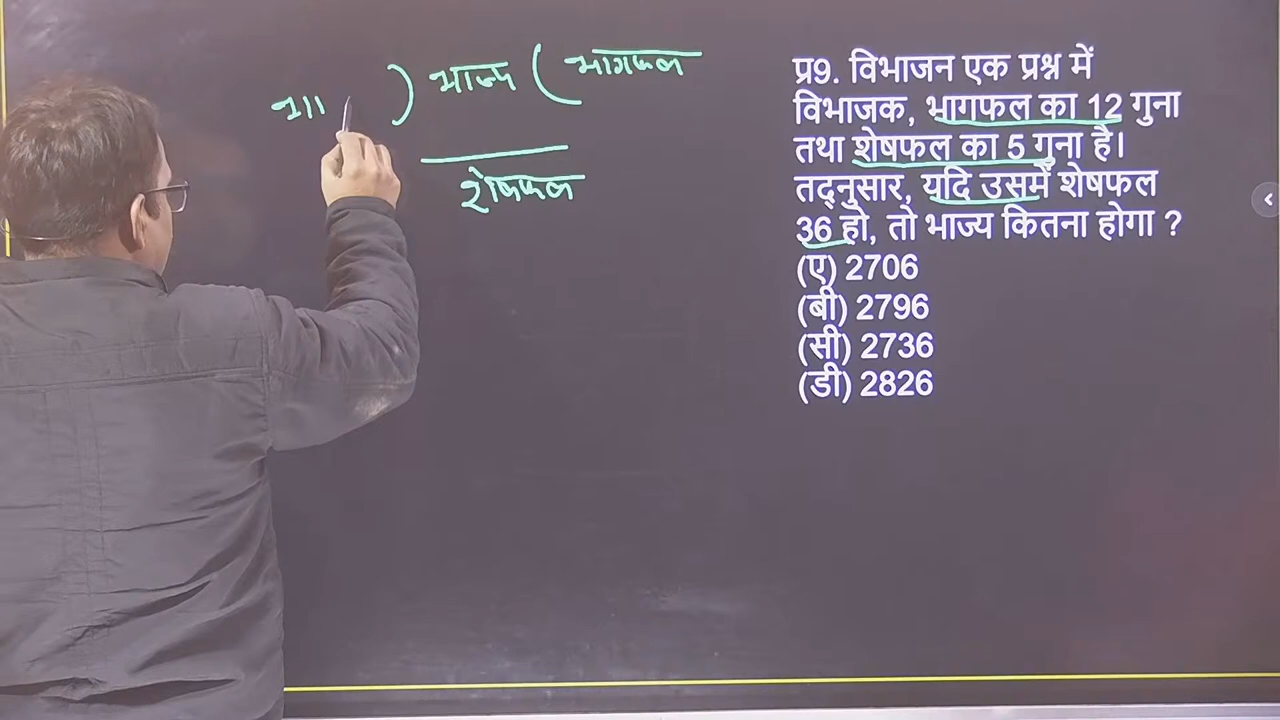 भाज्य
भागफल
शेषफल
प्र9. विभाजन एक प्रश्न में
विभाजक, भागफल का 12 गुना
तथा शेषफल का 5 गुना है।
तद्नुसार, यदि उसमें शेषफल
36 हो, तो भाज्य कितना होगा ?
(ए) 2706
(बी) 2796
(सी) 2736
(डी) 2826